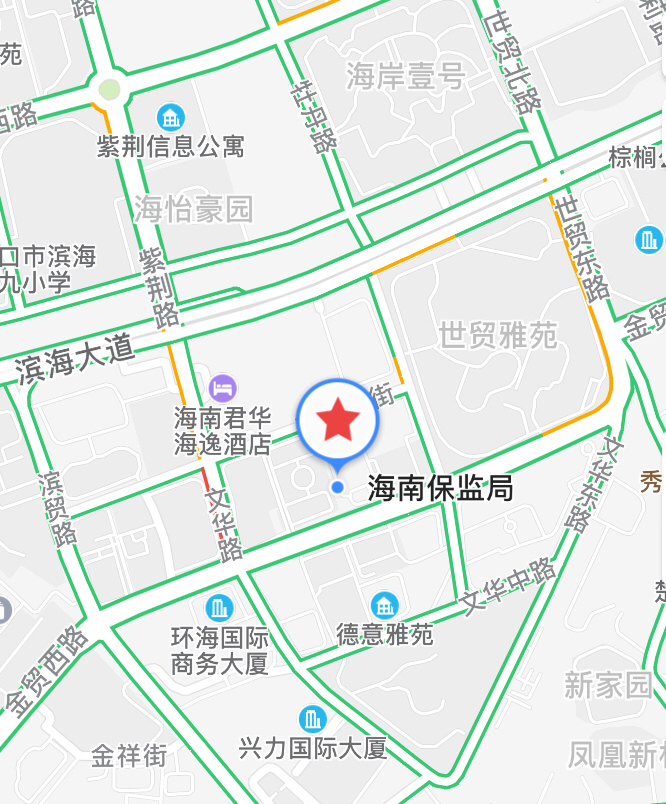 世贸北路
苑
海岸壹号
牡丹路
西路
紫荆信息公寓
棕榈
海怡豪园
世贸东路
口市滨海
九小学
紫荆路
金贸
世贸雅苑
滨海大道
街
海南君华
海逸酒店
滨贸路
文华路
海南保监局
文华东路
秀
文华中路
环海国际
商务大厦
德意雅苑
金贸西路
新家园
兴力国际大厦
金祥街
凤凰新